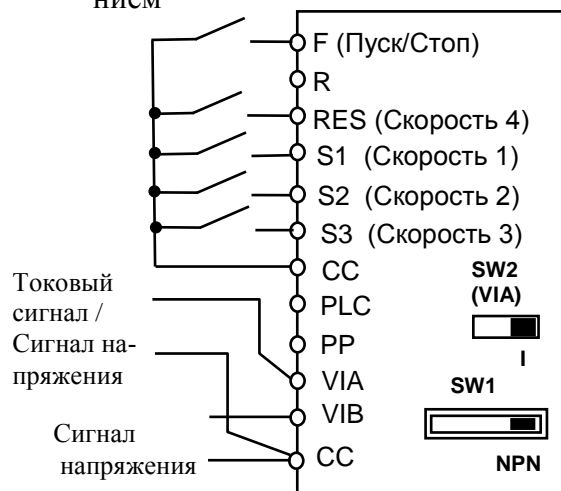 нием
F (Пуск/Стоп)
R
RES (Скорость 4)
S1 (Скорость 1)
S2 (Скорость 2)
S3 (Скорость 3)
CC
PLC
PP
VIA
VIB
CC
SW2
(VIA)
I
SW1
NPN
Токовый
сигнал /
Сигнал на-
пряжения
Сигнал
напряжения